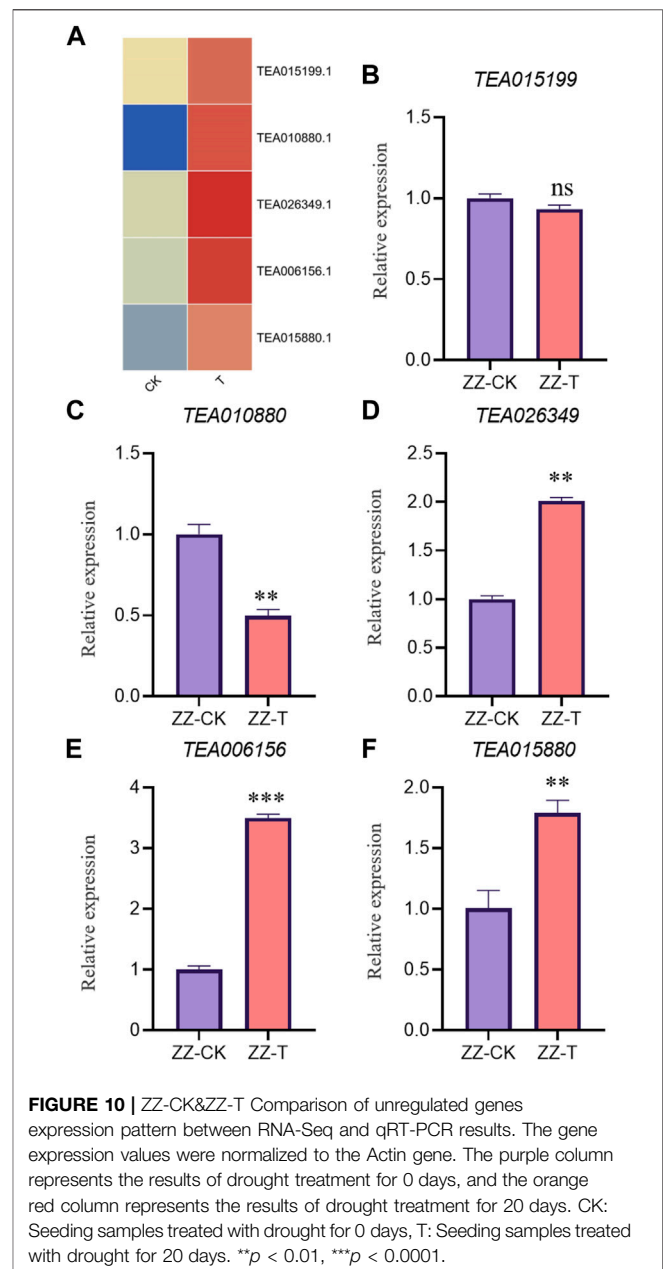 A
TEA015199.1
TEA010880.1
TEA026349.1
TEA006156.1
TEA015880.1
CK
T
B
TEA015199
Relative expression
1.5
1.0
0.5
0.0
ns
ZZ-CK
ZZ-T
C
TEA010880
Relative expression
1.5
1.0
0.5
0.0
**
ZZ-CK
ZZ-T
D
TEA026349
Relative expression
2.5
2.0
1.5
1.0
0.5
0.0
**
ZZ-CK
ZZ-T
E
TEA006156
Relative expression
4
3
2
1
0
***
ZZ-CK
ZZ-T
F
TEA015880
Relative expression
2.0
1.5
1.0
0.5
0.0
**
ZZ-CK
ZZ-T
FIGURE 10 | ZZ-CK&ZZ-T Comparison of unregulated genes
expression pattern between RNA-Seq and qRT-PCR results. The gene
expression values were normalized to the Actin gene. The purple column
represents the results of drought treatment for 0 days, and the orange
red column represents the results of drought treatment for 20 days. CK:
Seeding samples treated with drought for 0 days, T: Seeding samples treated
with drought for 20 days. **p < 0.01, ***p < 0.0001.